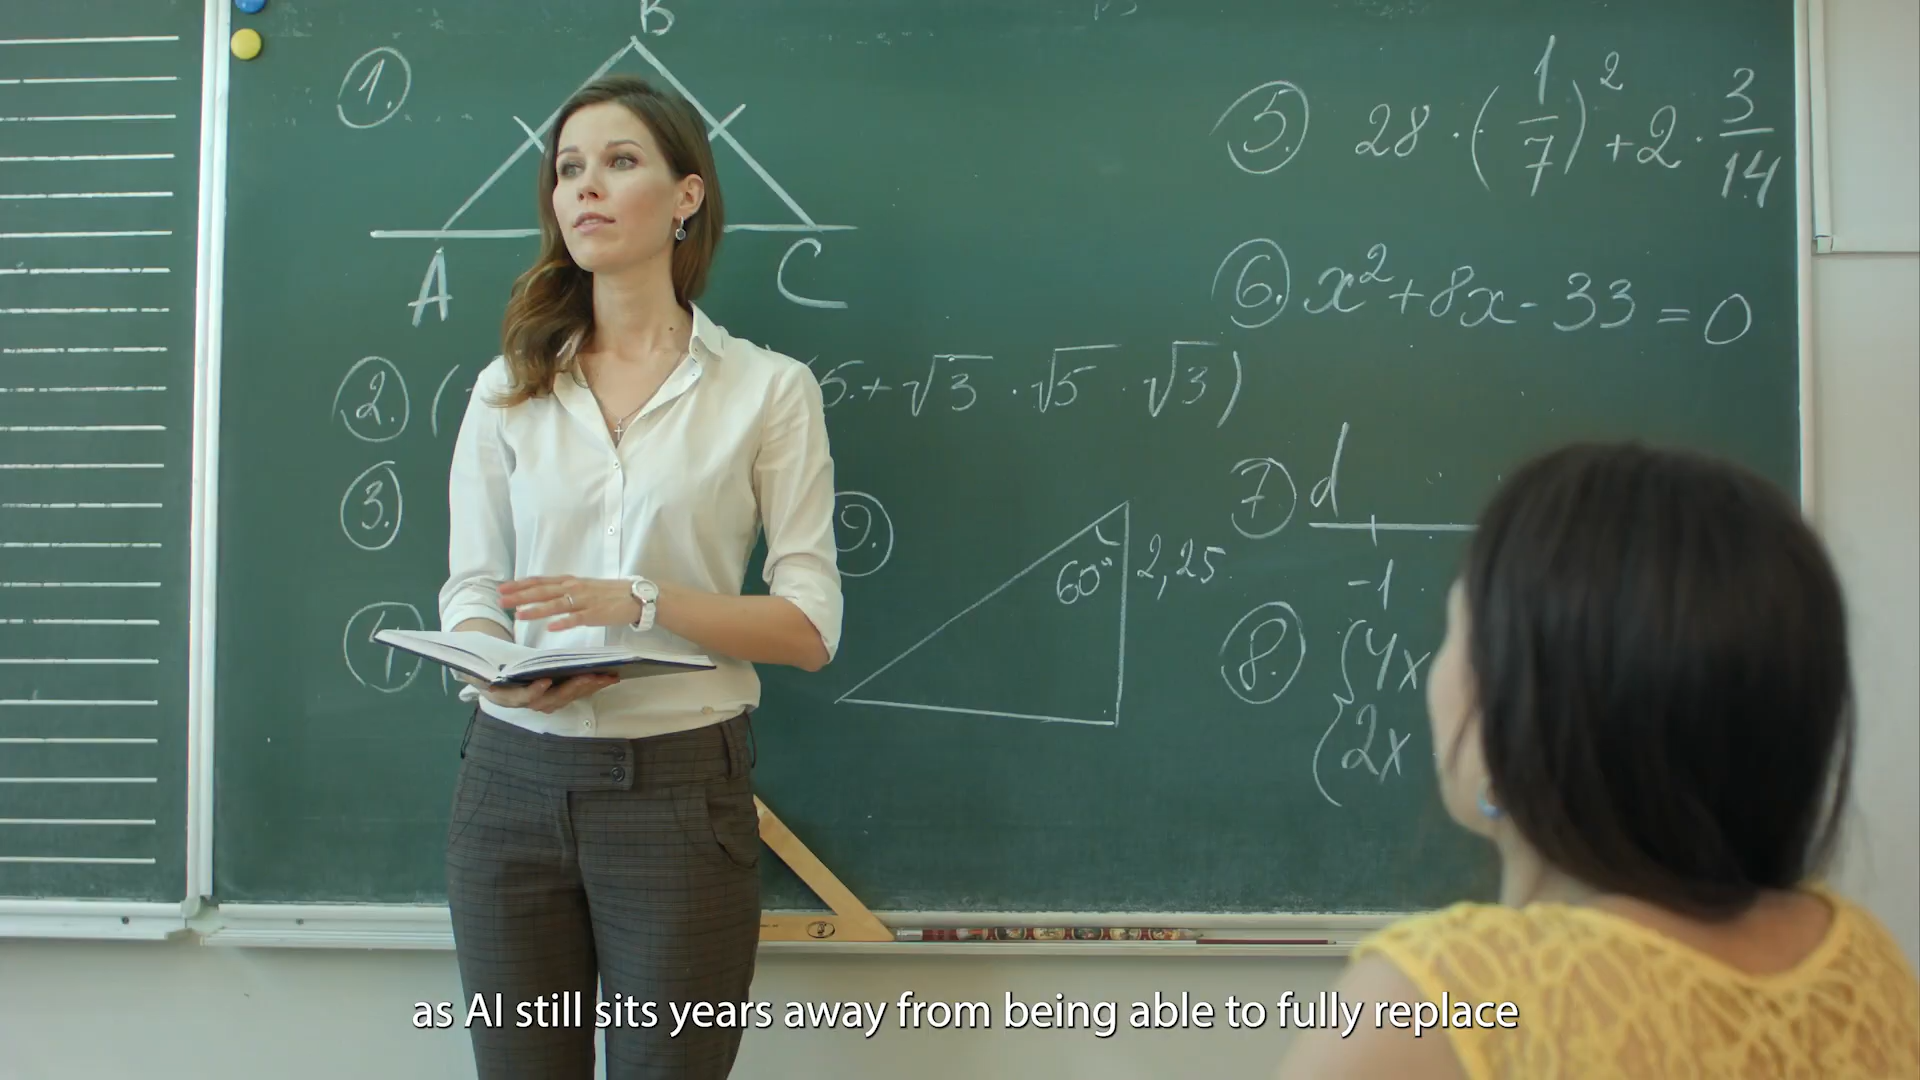 B
1.
A
C
2. (
5 + √3 · √5 · √3)
3.
4.
9.
60°
2,25
5. 28 · (1/7)² + 2 · 3/14
6. x² + 8x - 33 = 0
7) d
-1
8. {4x
{2x
as AI still sits years away from being able to fully replace